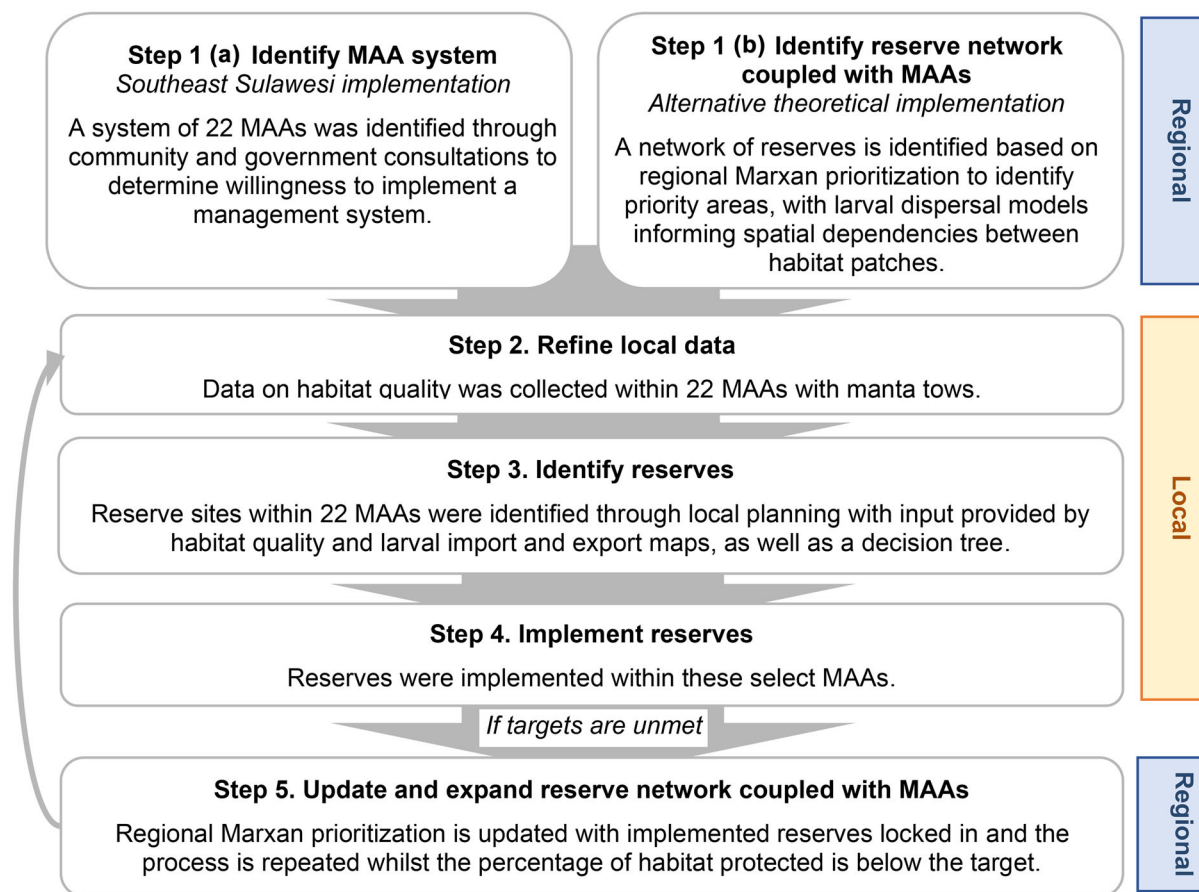 Step 1 (a) Identify MAA system
Southeast Sulawesi implementation
A system of 22 MAAs was identified through
community and government consultations to
determine willingness to implement a
management system.
Step 1 (b) Identify reserve network
coupled with MAAs
Alternative theoretical implementation
A network of reserves is identified based on
regional Marxan prioritization to identify
priority areas, with larval dispersal models
informing spatial dependencies between
habitat patches.
Regional
Step 2. Refine local data
Data on habitat quality was collected within 22 MAAs with manta tows.
Step 3. Identify reserves
Reserve sites within 22 MAAs were identified through local planning with input provided by
habitat quality and larval import and export maps, as well as a decision tree.
Step 4. Implement reserves
Reserves were implemented within these select MAAs.
Local
If targets are unmet
Step 5. Update and expand reserve network coupled with MAAs
Regional Marxan prioritization is updated with implemented reserves locked in and the
process is repeated whilst the percentage of habitat protected is below the target.
Regional